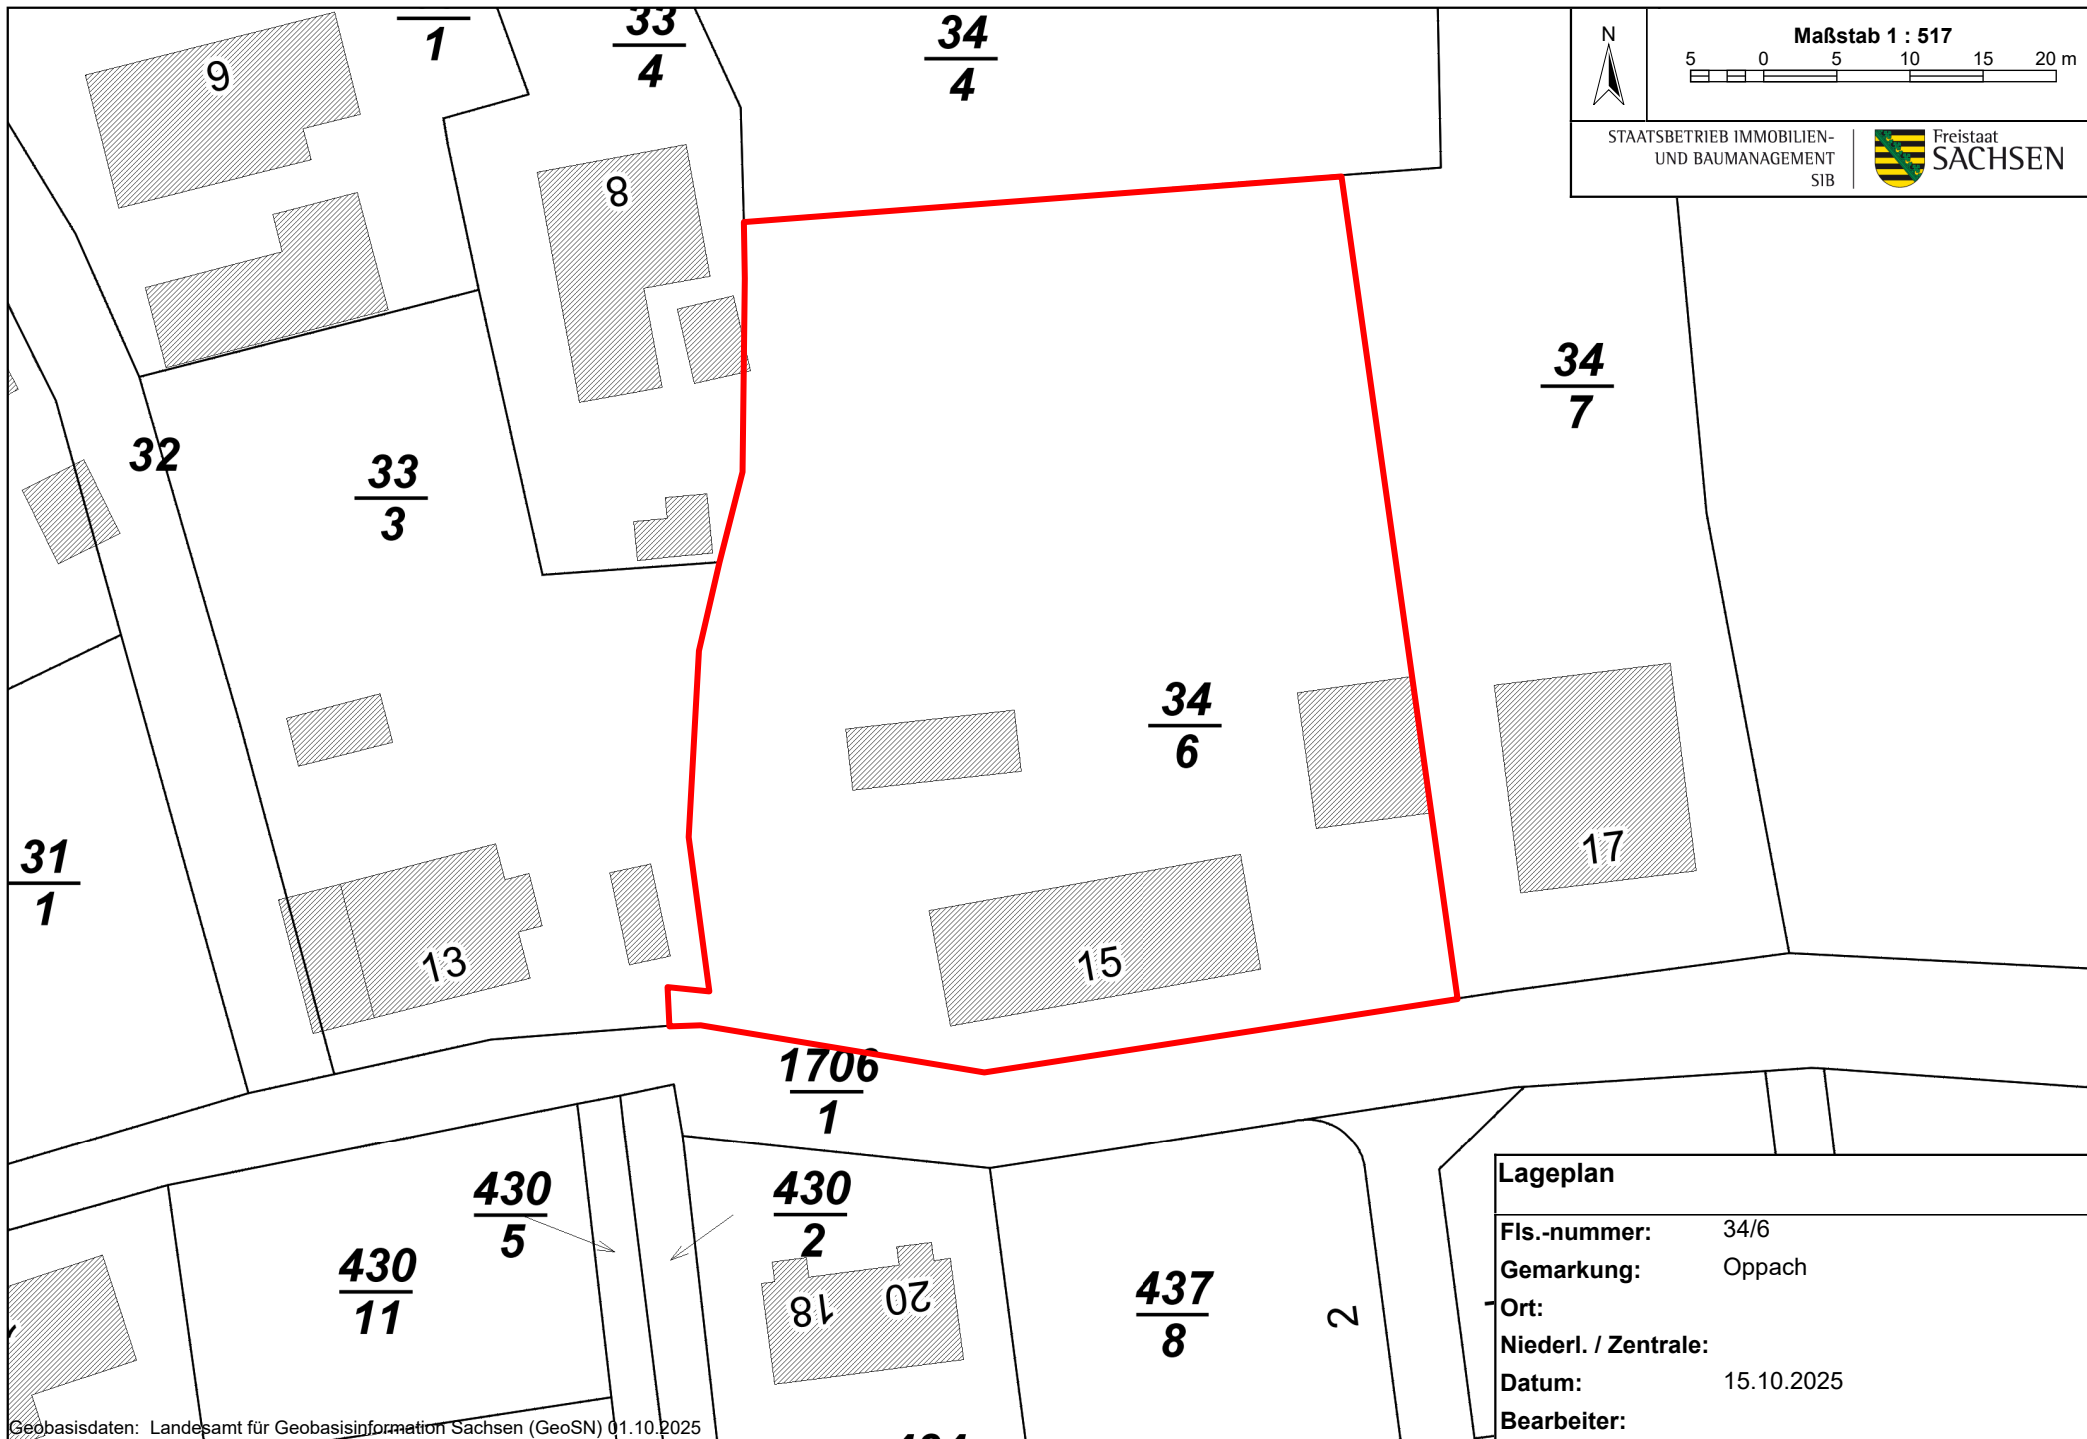 1
33
4
34
4
N
Maßstab 1 : 517
5 0 5 10 15 20 m
STAATSBETRIEB IMMOBILIEN-
UND BAUMANAGEMENT
SIB
Freistaat
SACHSEN
9
8
32
33
3
34
7
34
6
31
1
13
15
17
1706
1
430
5
430
2
430
11
18
20
437
8
2
Lageplan
Fls.-nummer: 34/6
Gemarkung: Oppach
Ort:
Niederl. / Zentrale:
Datum: 15.10.2025
Bearbeiter:
Geobasisdaten: Landesamt für Geobasisinformation Sachsen (GeoSN) 01.10.2025